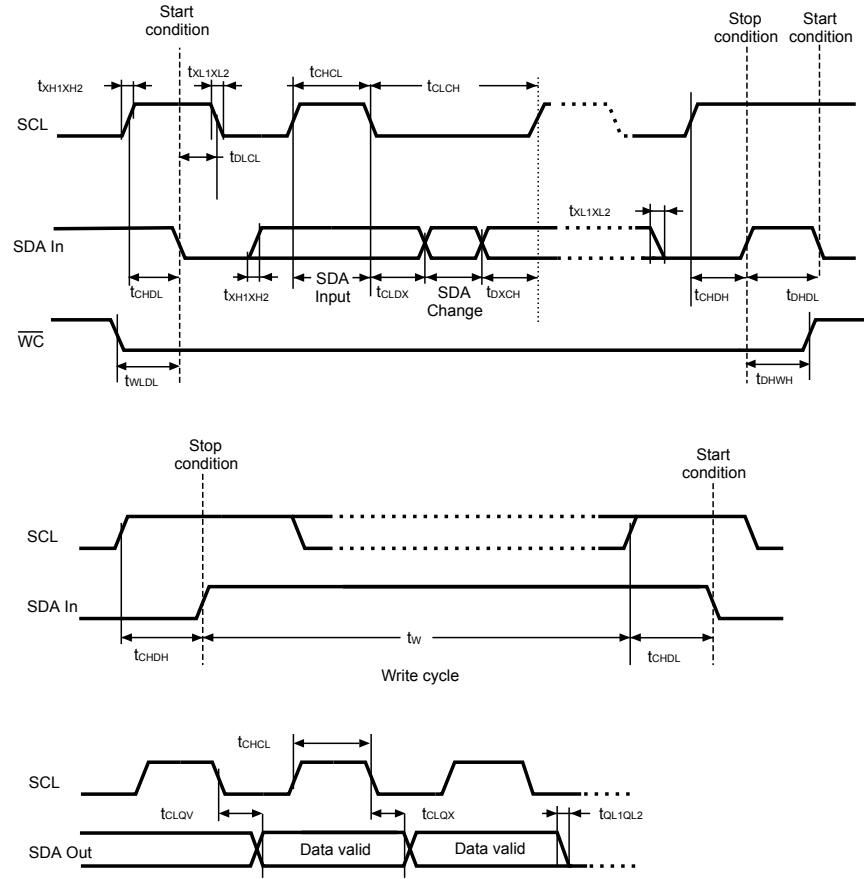 Start
condition
Stop
condition
Start
condition
tXH1XH2
tXL1XL2
tCHCL
tCLCH
SCL
tDLCL
tXL1XL2
SDA In
tCHDL
tXH1XH2
SDA
Input
tCLDX
SDA
Change
tDXCH
tCHDH
tDHDL
WC
tWLDL
tDHWH
Stop
condition
Start
condition
SCL
SDA In
tCHDH
tW
tCHDL
Write cycle
tCHCL
SCL
tCLQV
tCLQX
tQL1QL2
SDA Out
Data valid
Data valid